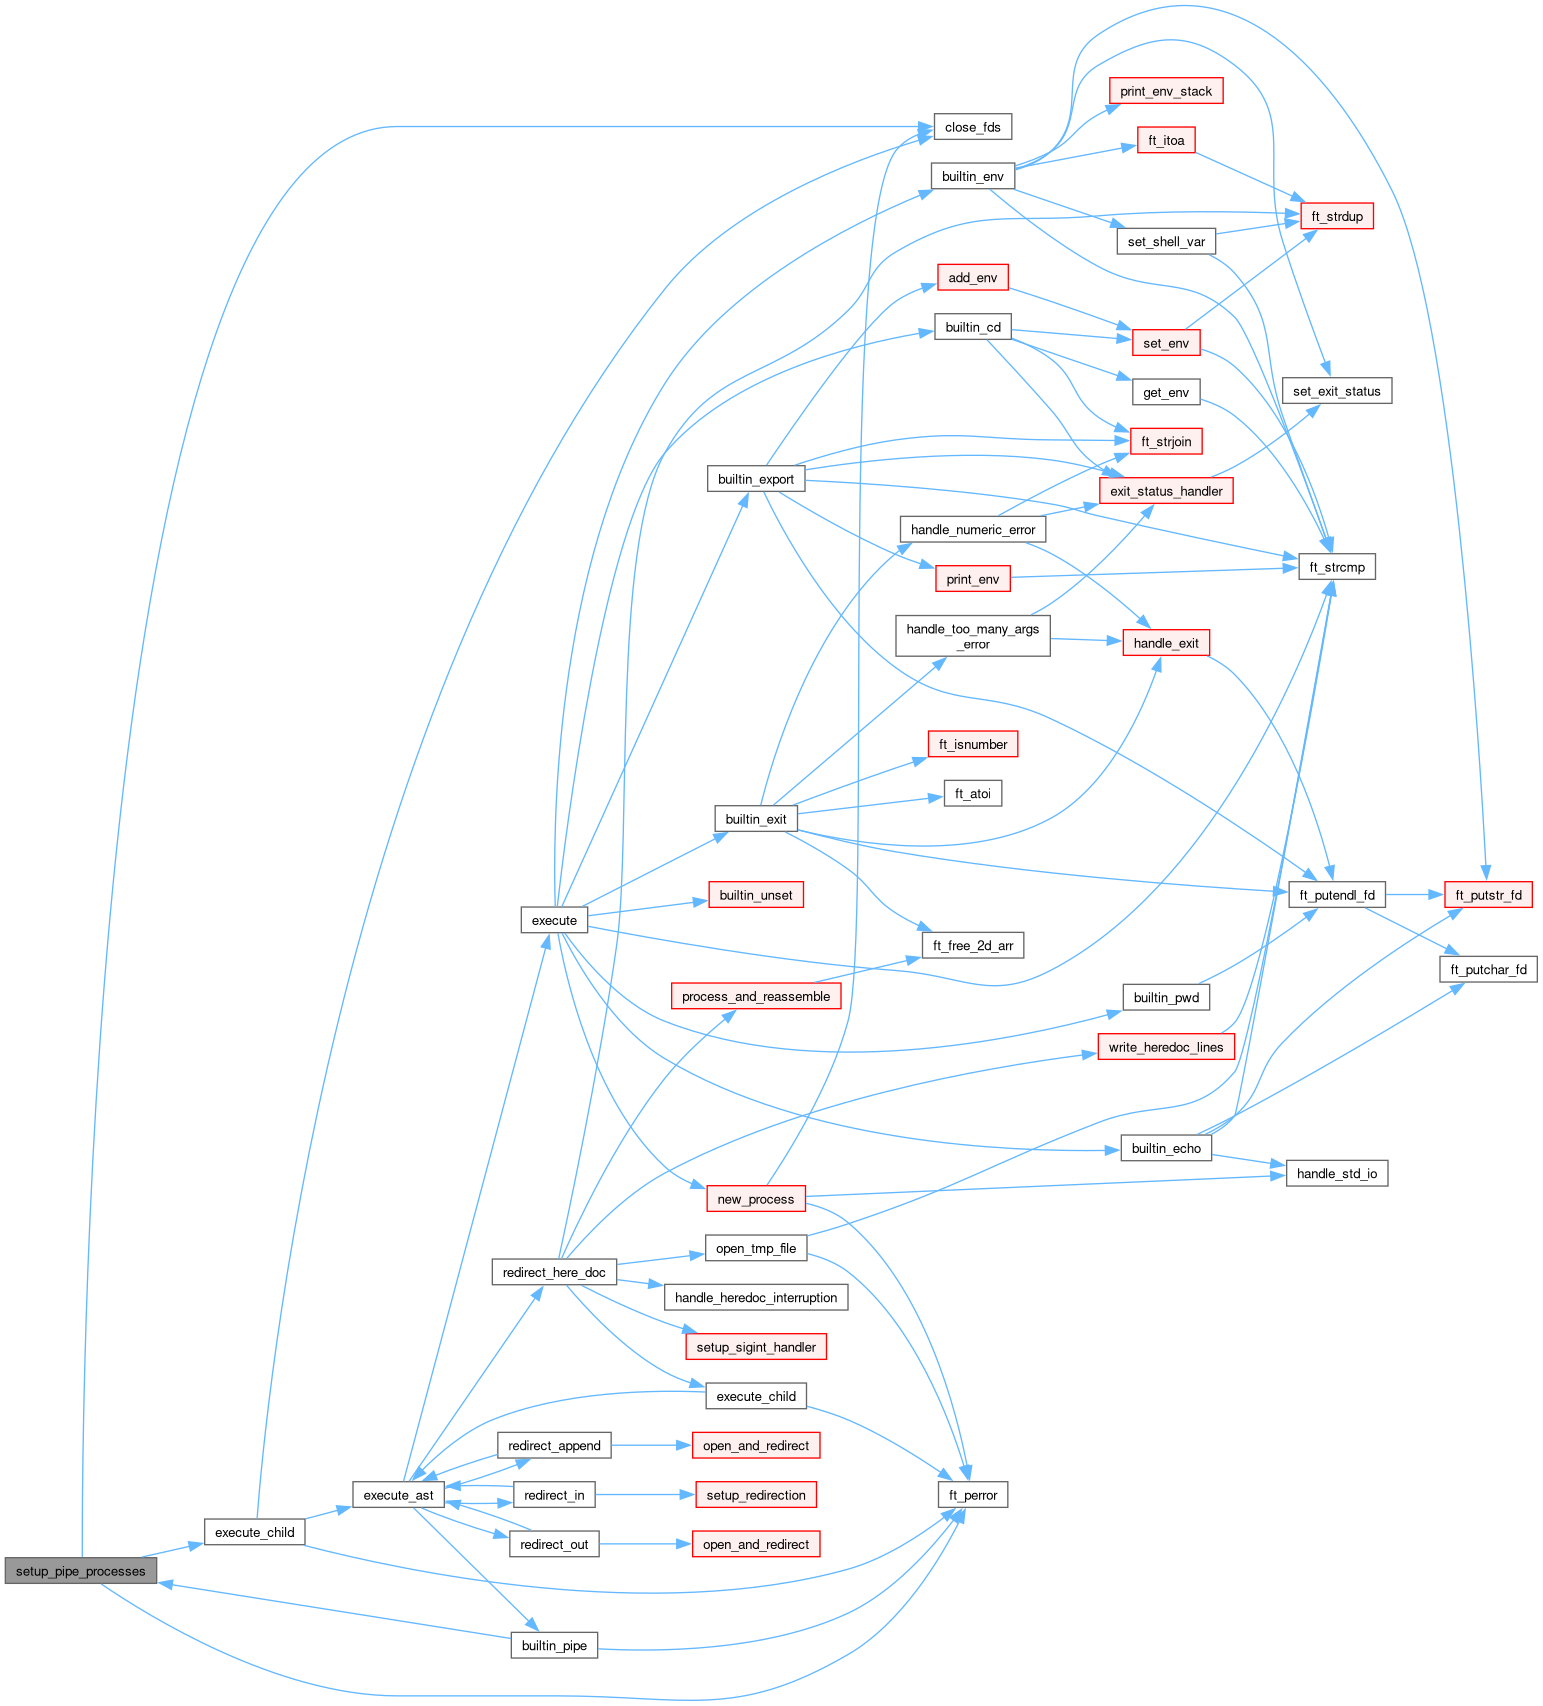 print_env_stack
close_fds
ft_itoa
builtin_env
ft_strdup
set_shell_var
add_env
builtin_cd
set_env
get_env
set_exit_status
ft_strjoin
builtin_export
exit_status_handler
handle_numeric_error
ft_strcmp
print_env
handle_too_many_args
_error
handle_exit
ft_isnumber
ft_atoi
builtin_exit
builtin_unset
ft_putendl_fd
ft_putstr_fd
execute
ft_free_2d_arr
ft_putchar_fd
process_and_reassemble
builtin_pwd
write_heredoc_lines
builtin_echo
handle_std_io
new_process
open_tmp_file
redirect_here_doc
handle_heredoc_interruption
setup_sigint_handler
execute_child
redirect_append
open_and_redirect
execute_ast
redirect_in
setup_redirection
ft_perror
execute_child
redirect_out
open_and_redirect
setup_pipe_processes
builtin_pipe